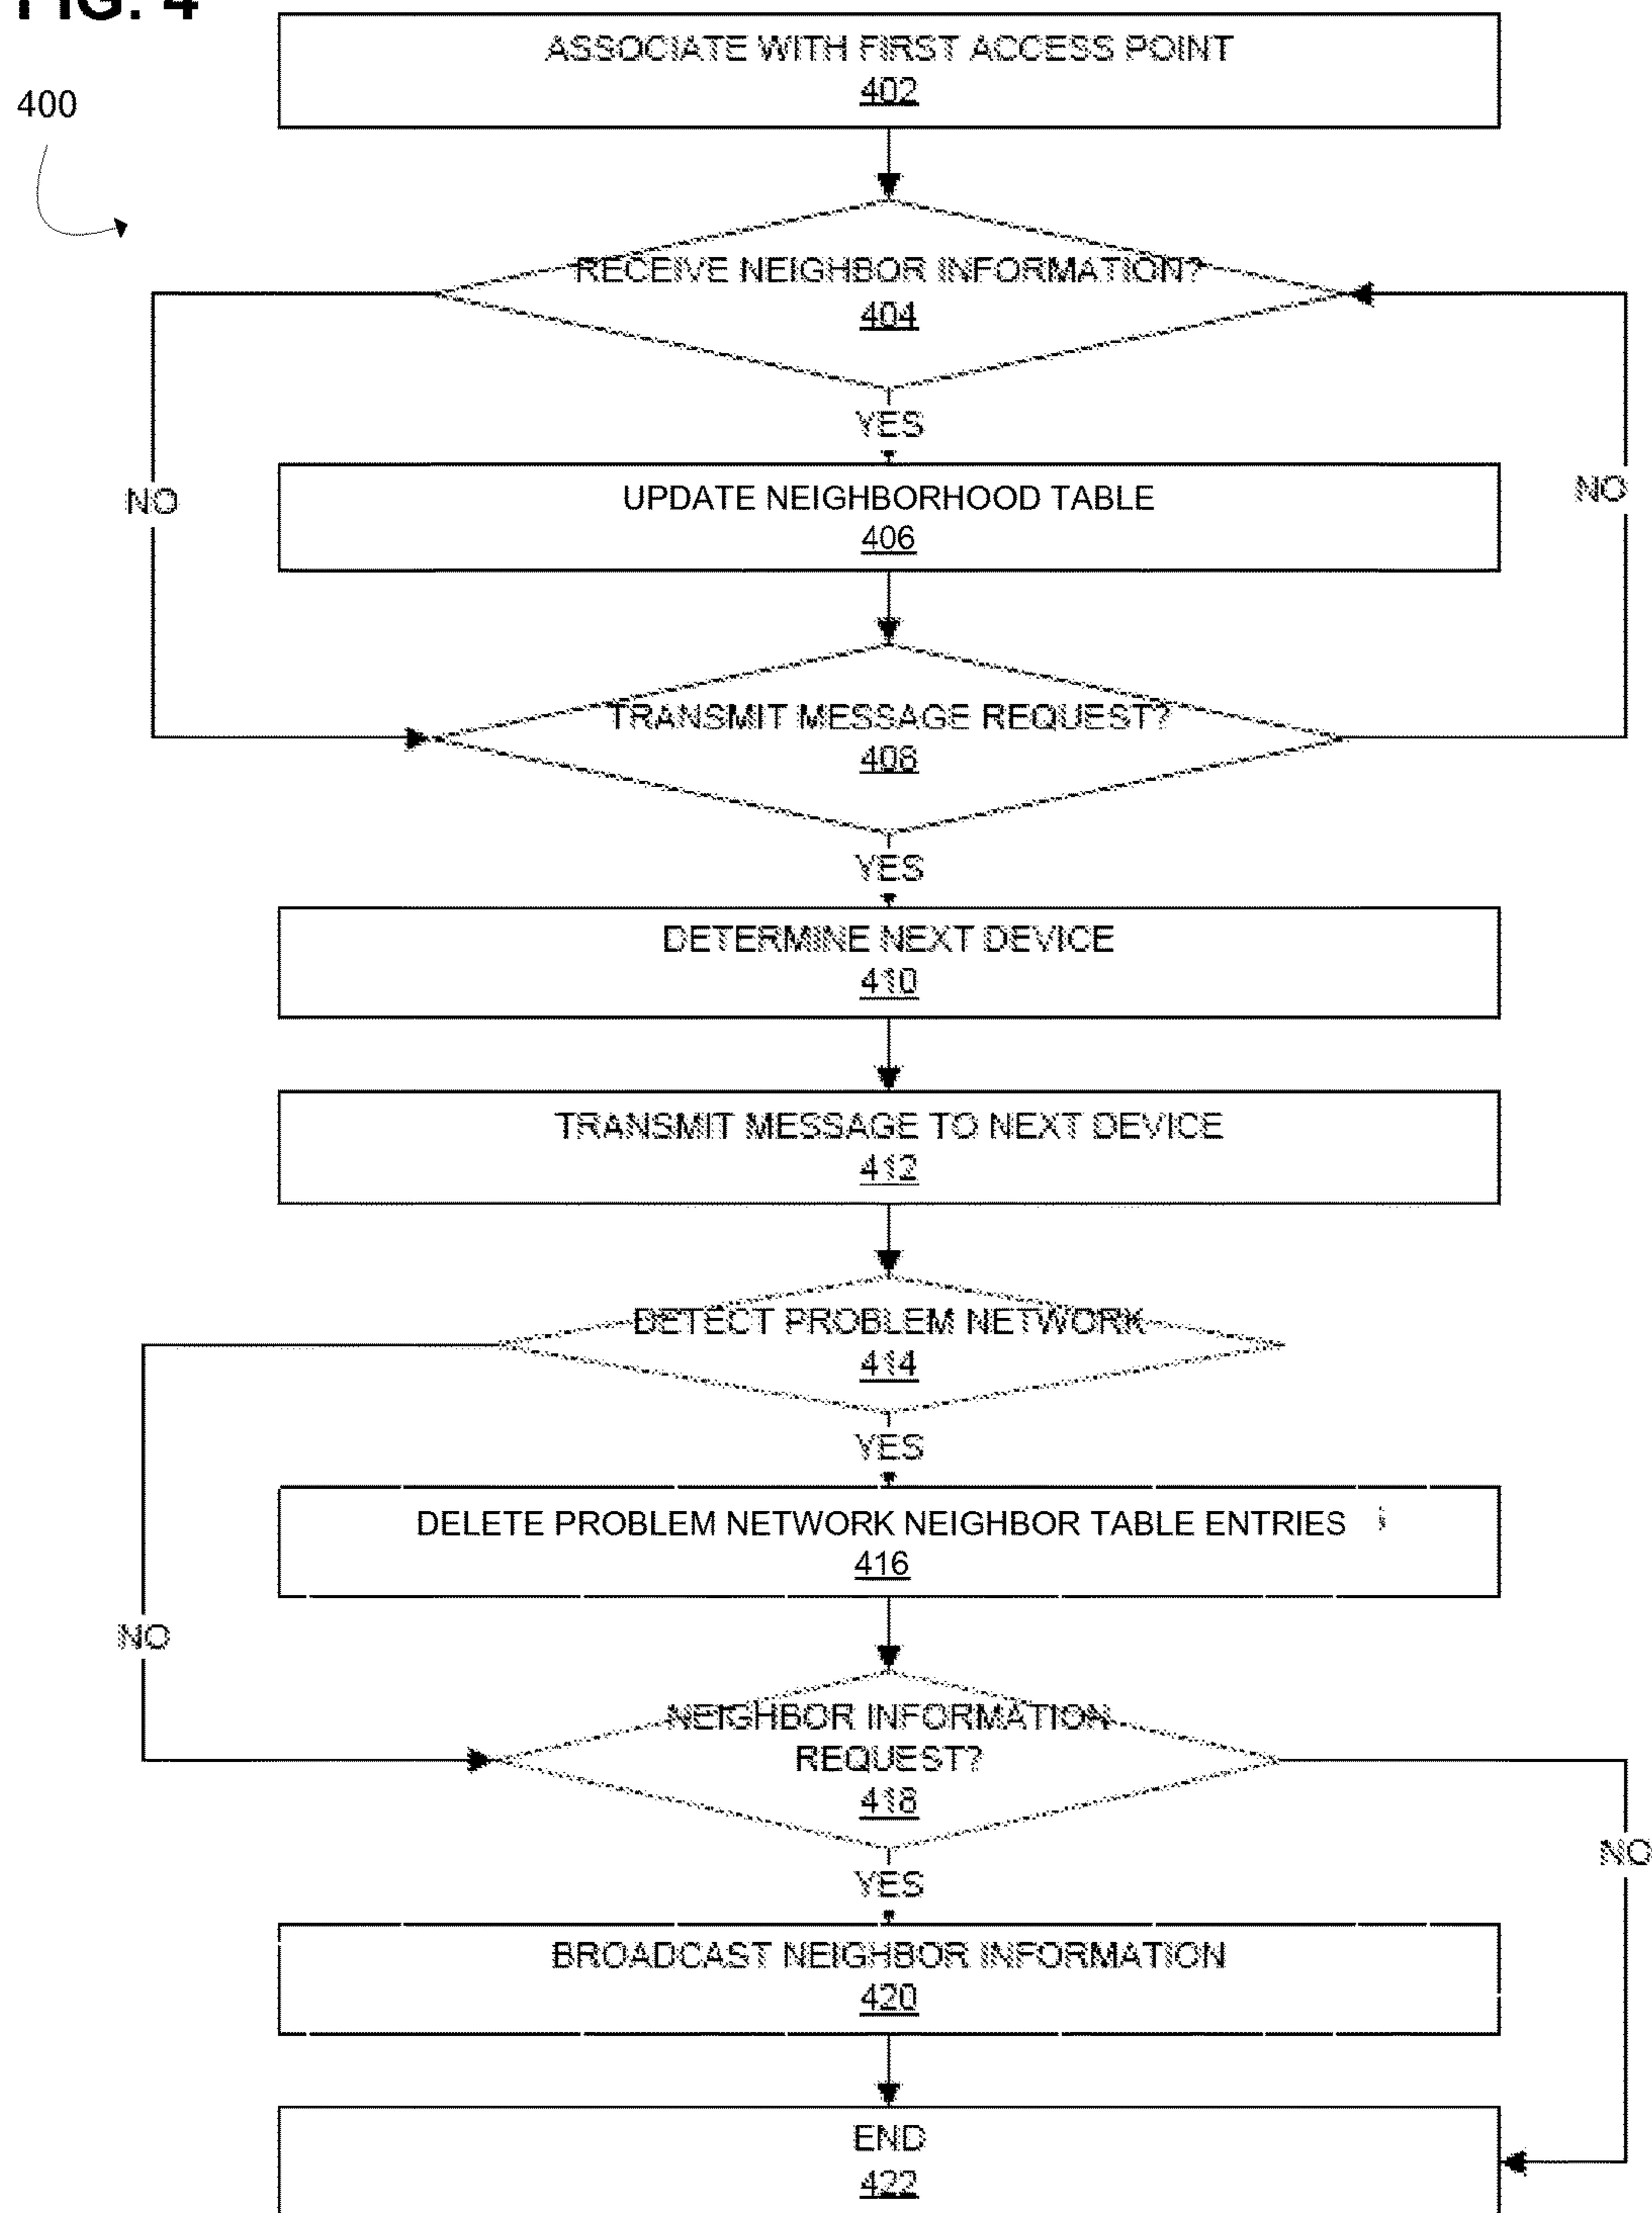 FIG. 4
400
ASSOCIATE WITH FIRST ACCESS POINT
402
RECEIVE NEIGHBOR INFORMATION?
404
YES
NO
NO
UPDATE NEIGHBORHOOD TABLE
406
TRANSMIT MESSAGE REQUEST?
408
YES
DETERMINE NEXT DEVICE
410
TRANSMIT MESSAGE TO NEXT DEVICE
412
DETECT PROBLEM NETWORK
414
YES
DELETE PROBLEM NETWORK NEIGHBOR TABLE ENTRIES
416
NO
NEIGHBOR INFORMATION
REQUEST?
418
YES
NO
BROADCAST NEIGHBOR INFORMATION
420
END
422